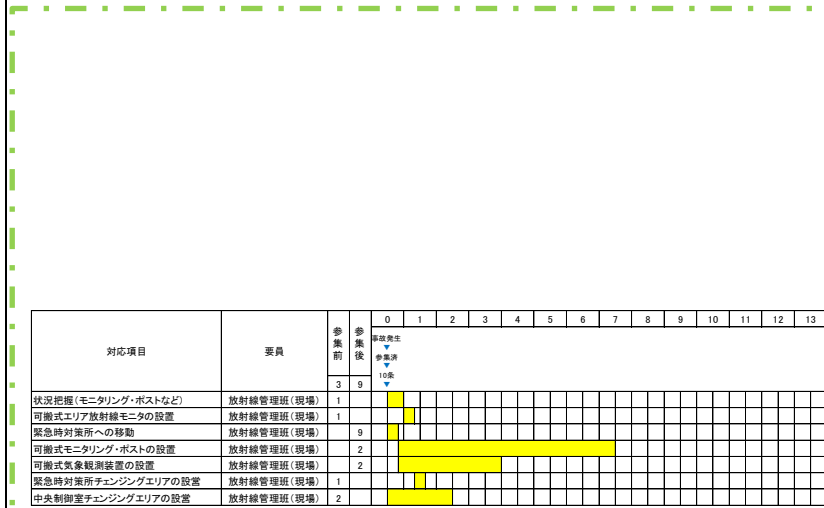 0 1 2 3 4 5 6 7 8 9 10 11 12 13
対応項目 要員 参集前 参集後
事故発生
▼
参集済
▼
10条
▼
3 9
状況把握(モニタリング・ポストなど) 放射線管理班(現場) 1
可搬式エリア放射線モニタの設置 放射線管理班(現場) 1
緊急時対策所への移動 放射線管理班(現場) 9
可搬式モニタリング・ポストの設置 放射線管理班(現場) 2
可搬式気象観測装置の設置 放射線管理班(現場) 2
緊急時対策所チェンジングエリアの設営 放射線管理班(現場) 1
中央制御室チェンジングエリアの設営 放射線管理班(現場) 2